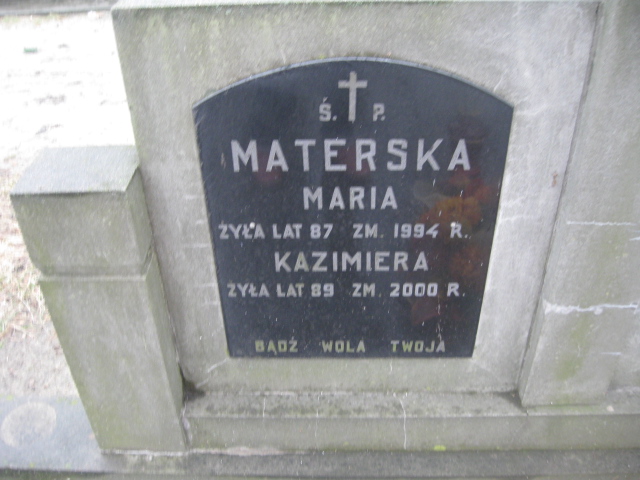 Ś. P.
MATERSKA
MARIA
ŻYŁA LAT 87 ZM. 1994 R.
KAZIMIERA
ŻYŁA LAT 89 ZM. 2000 R.
BĄDŹ WOLA TWOJA